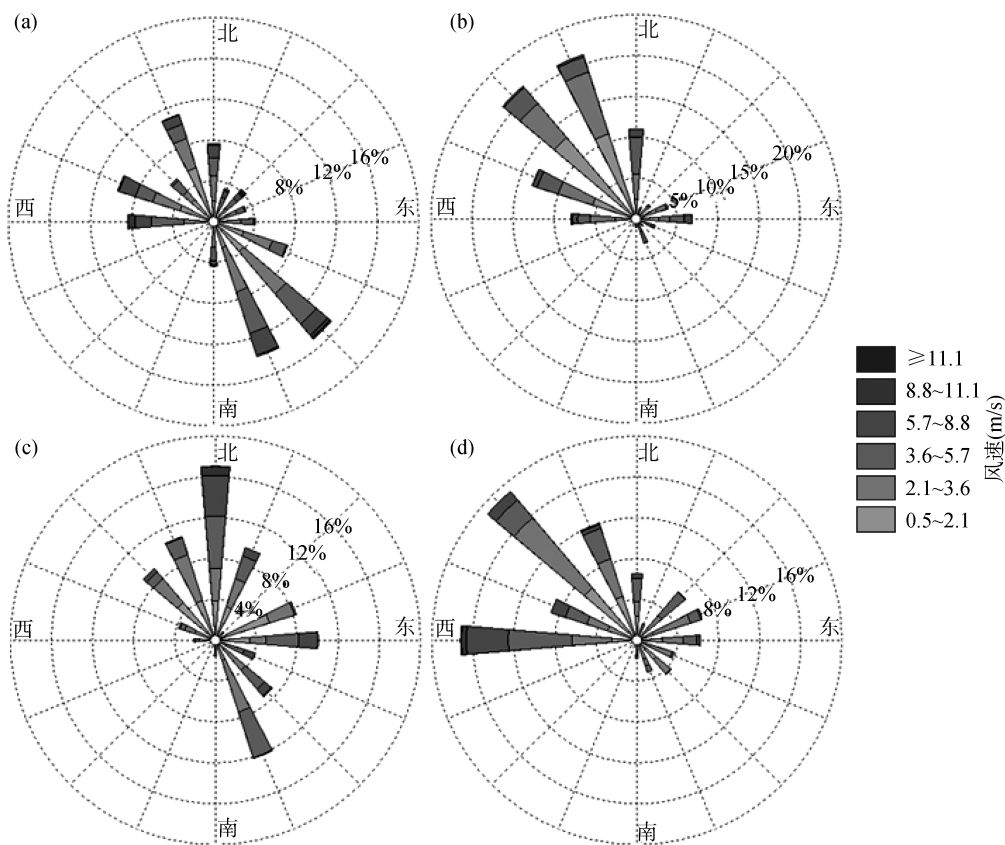 (a)
北
16%
12%
8%
西
东
南
(b)
北
20%
15%
10%
5%
西
东
南
(c)
北
16%
12%
8%
4%
西
东
南
(d)
北
16%
12%
8%
西
东
南
≥11.1
8.8~11.1
5.7~8.8
3.6~5.7
2.1~3.6
0.5~2.1
风速(m/s)